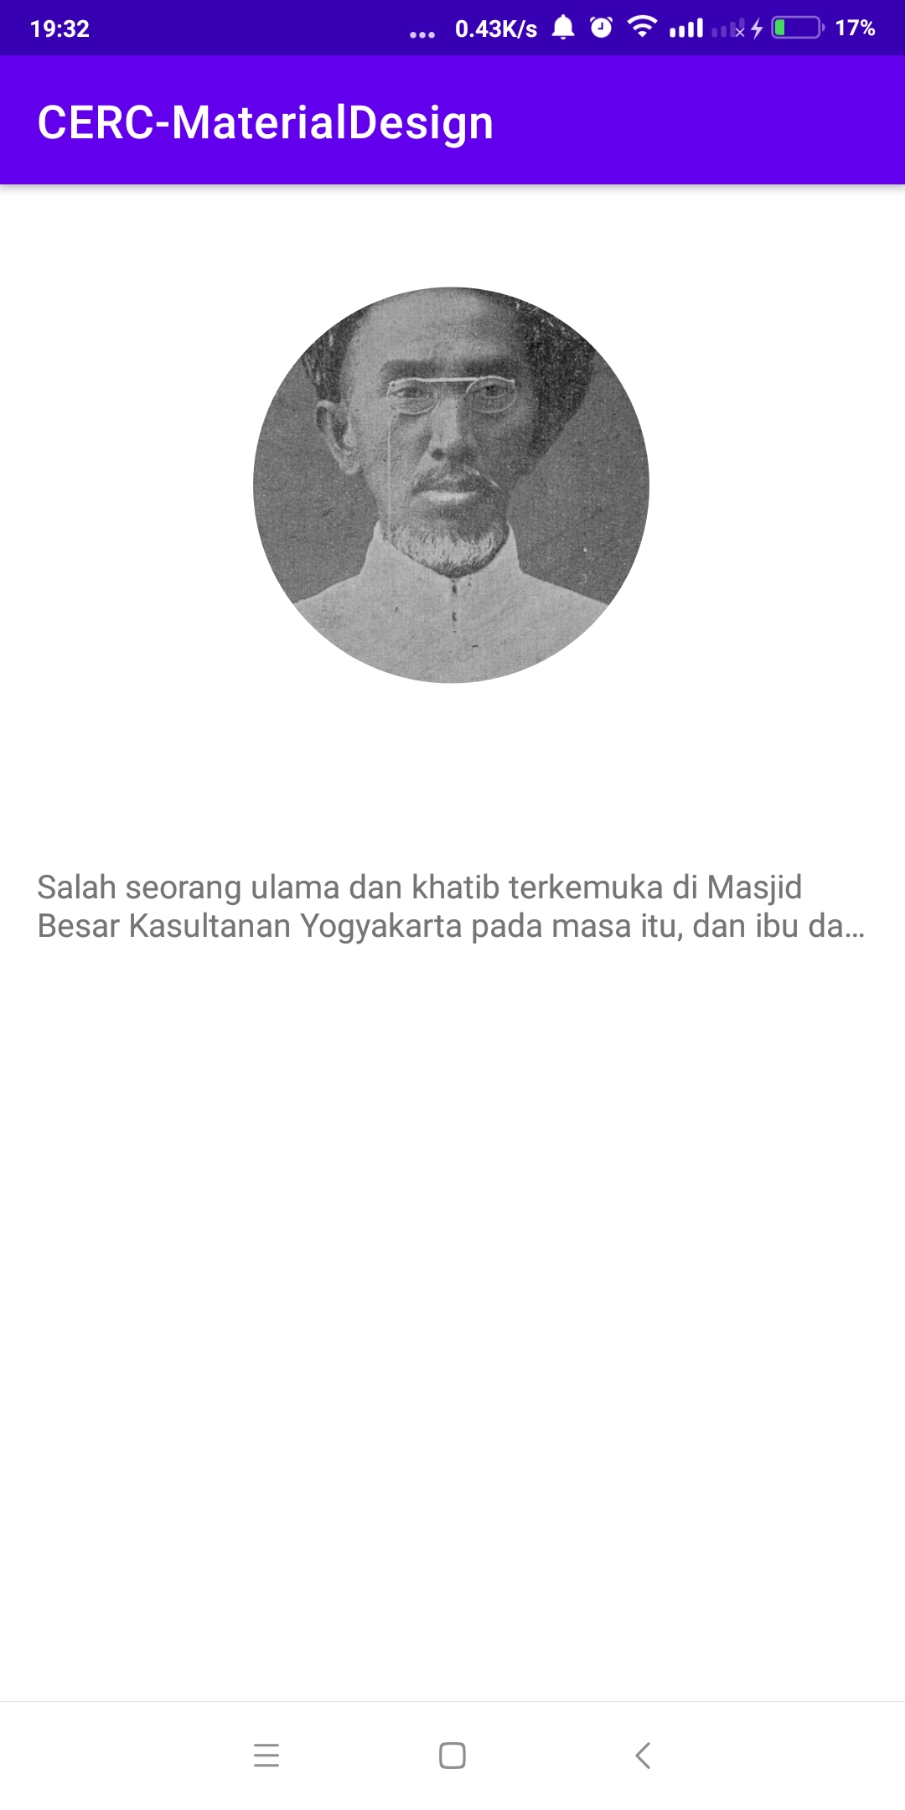 19:32
... 0.43K/s 17%
CERC-MaterialDesign
Salah seorang ulama dan khatib terkemuka di Masjid
Besar Kasultanan Yogyakarta pada masa itu, dan ibu da...